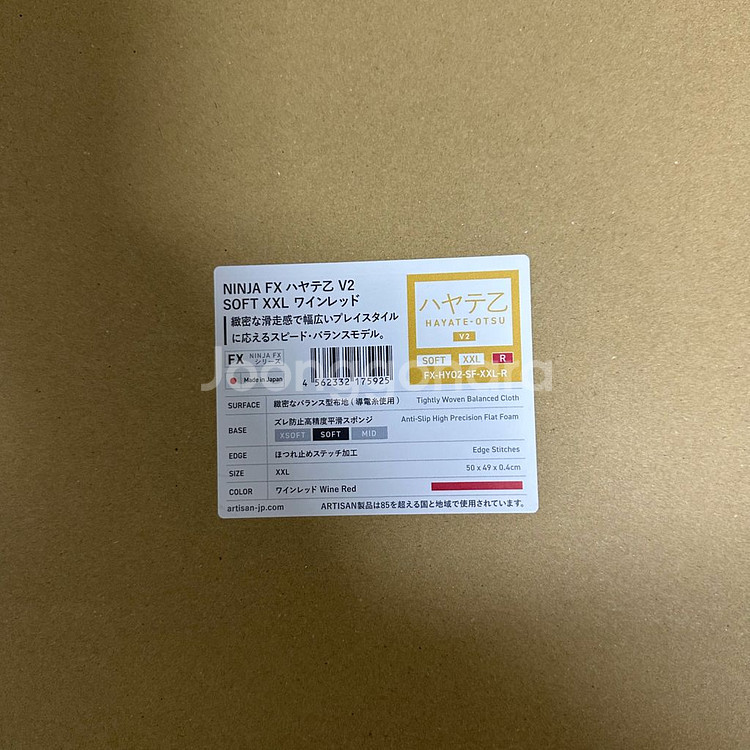 NINJA FX ハヤテ乙 V2
SOFT XXL ワインレッド
緻密な滑走感で幅広いプレイスタイル
に応えるスピード・バランスモデル。
FX NINJA FX シリーズ
Made in Japan
4 562332 175925
ハヤテ乙
HAYATE-OTSU
V2
SOFT XXL R
FX-HYO2-SF-XXL-R
Joonggonara
SURFACE 緻密なバランス型布地 (導電糸使用) Tightly Woven Balanced Cloth
BASE ズレ防止高精度平滑スポンジ Anti-Slip High Precision Flat Foam
XSOFT SOFT MID
EDGE ほつれ止めステッチ加工 Edge Stitches
SIZE XXL 50 x 49 x 0.4cm
COLOR ワインレッド Wine Red
artisan-jp.com ARTISAN製品は85を超える国と地域で使用されています。